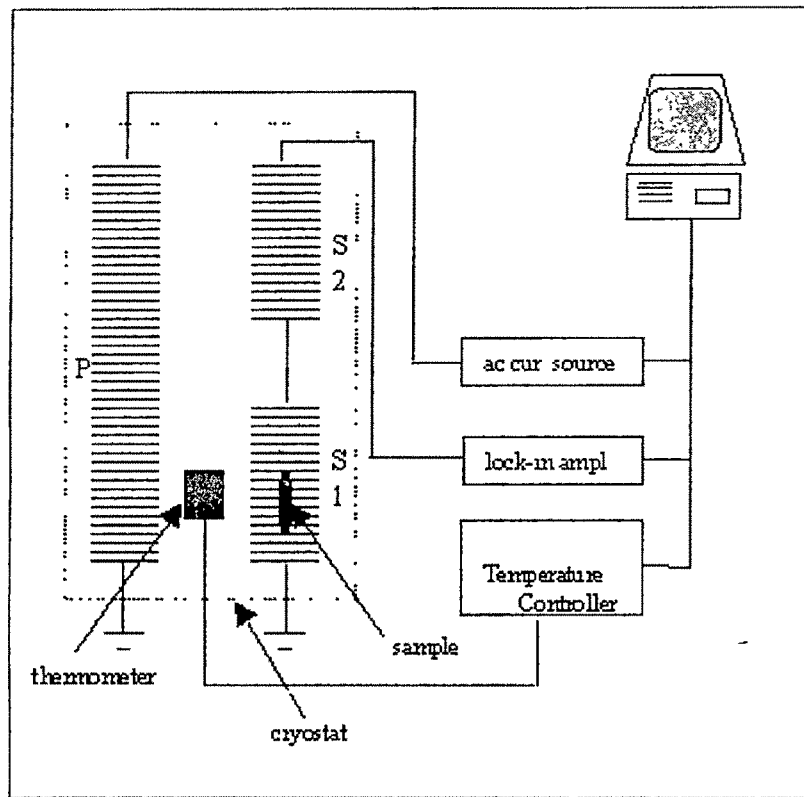 S
2
P
ac cur source
S
1
lock-in ampl
Temperature
Controller
sample
thermometer
cryostat